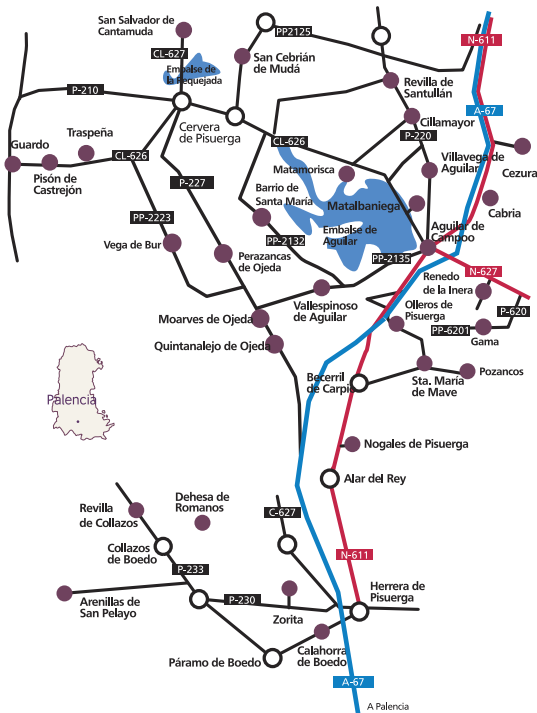 San Salvador de
Cantamuda
PP2125
N-611
CL-627
San Cebrián
de Mudá
Embalse de
la Requejada
Revilla de
Santullán
P-210
A-67
Cillamayor
Cervera de
Pisuerga
CL-626
P-220
Guardo
Traspeña
CL-626
Villavega de
Aguilar
Cezura
Pisón de
Castrejón
Matamorisca
P-227
Barrio de
Santa María
Matalbaniega
Cabria
PP-2223
Embalse de
Aguilar
Aguilar de
Campoo
Vega de Bur
PP-2132
Perazancas
de Ojeda
PP-2135
N-627
Renedo
de la Inera
Vallespinoso
de Aguilar
Olleros de
Pisuerga
P-620
Moarves de Ojeda
PP-6201
Gama
Quintanalejo de Ojeda
Becerril
de Carpio
Sta. María
de Mave
Pozancos
Palencia
Nogales de Pisuerga
Alar del Rey
Revilla
de Collazos
Dehesa de
Romanos
C-627
Collazos
de Boedo
N-611
P-233
Arenillas de
San Pelayo
P-230
Zorita
Herrera de
Pisuerga
Páramo de Boedo
Calahorra
de Boedo
A-67
A Palencia